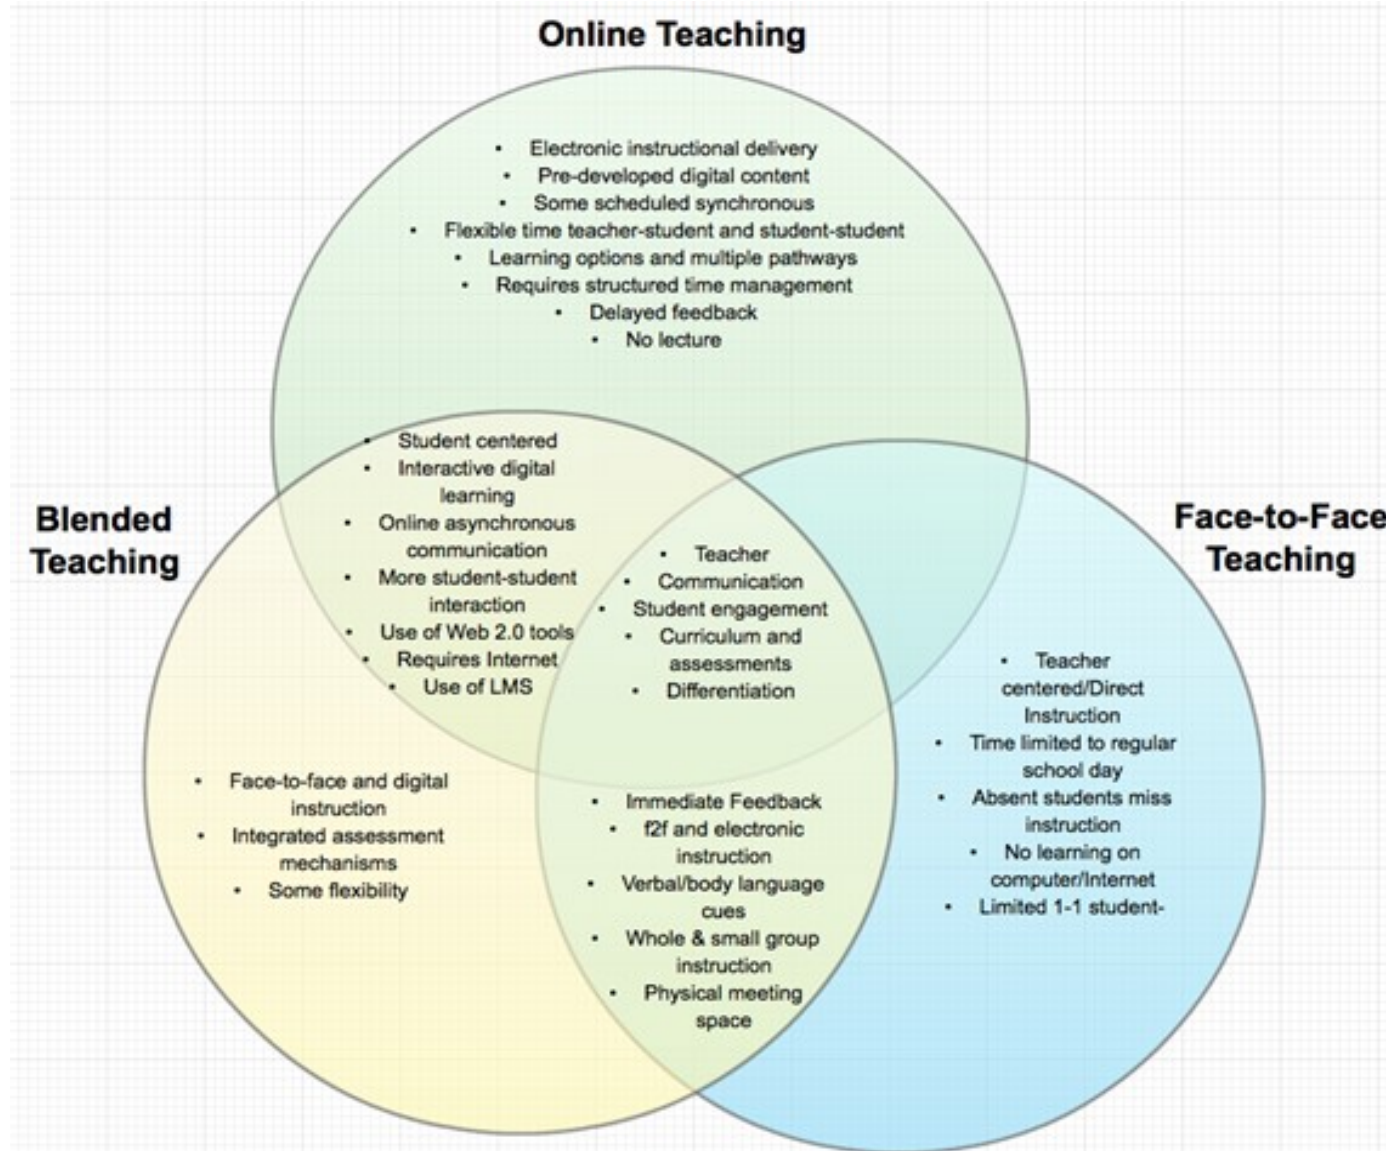 Online Teaching
• Electronic instructional delivery
• Pre-developed digital content
• Some scheduled synchronous
• Flexible time teacher-student and student-student
• Learning options and multiple pathways
• Requires structured time management
• Delayed feedback
• No lecture
Blended
Teaching
• Student centered
• Interactive digital
learning
• Online asynchronous
communication
• More student-student
interaction
• Use of Web 2.0 tools
• Requires Internet
• Use of LMS
• Teacher
• Communication
• Student engagement
• Curriculum and
assessments
• Differentiation
Face-to-Face
Teaching
• Teacher
centered/Direct
Instruction
• Time limited to regular
school day
• Absent students miss
instruction
• No learning on
computer/Internet
• Limited 1-1 student-
• Face-to-face and digital
instruction
• Integrated assessment
mechanisms
• Some flexibility
• Immediate Feedback
• f2f and electronic
instruction
• Verbal/body language
cues
• Whole & small group
instruction
• Physical meeting
space